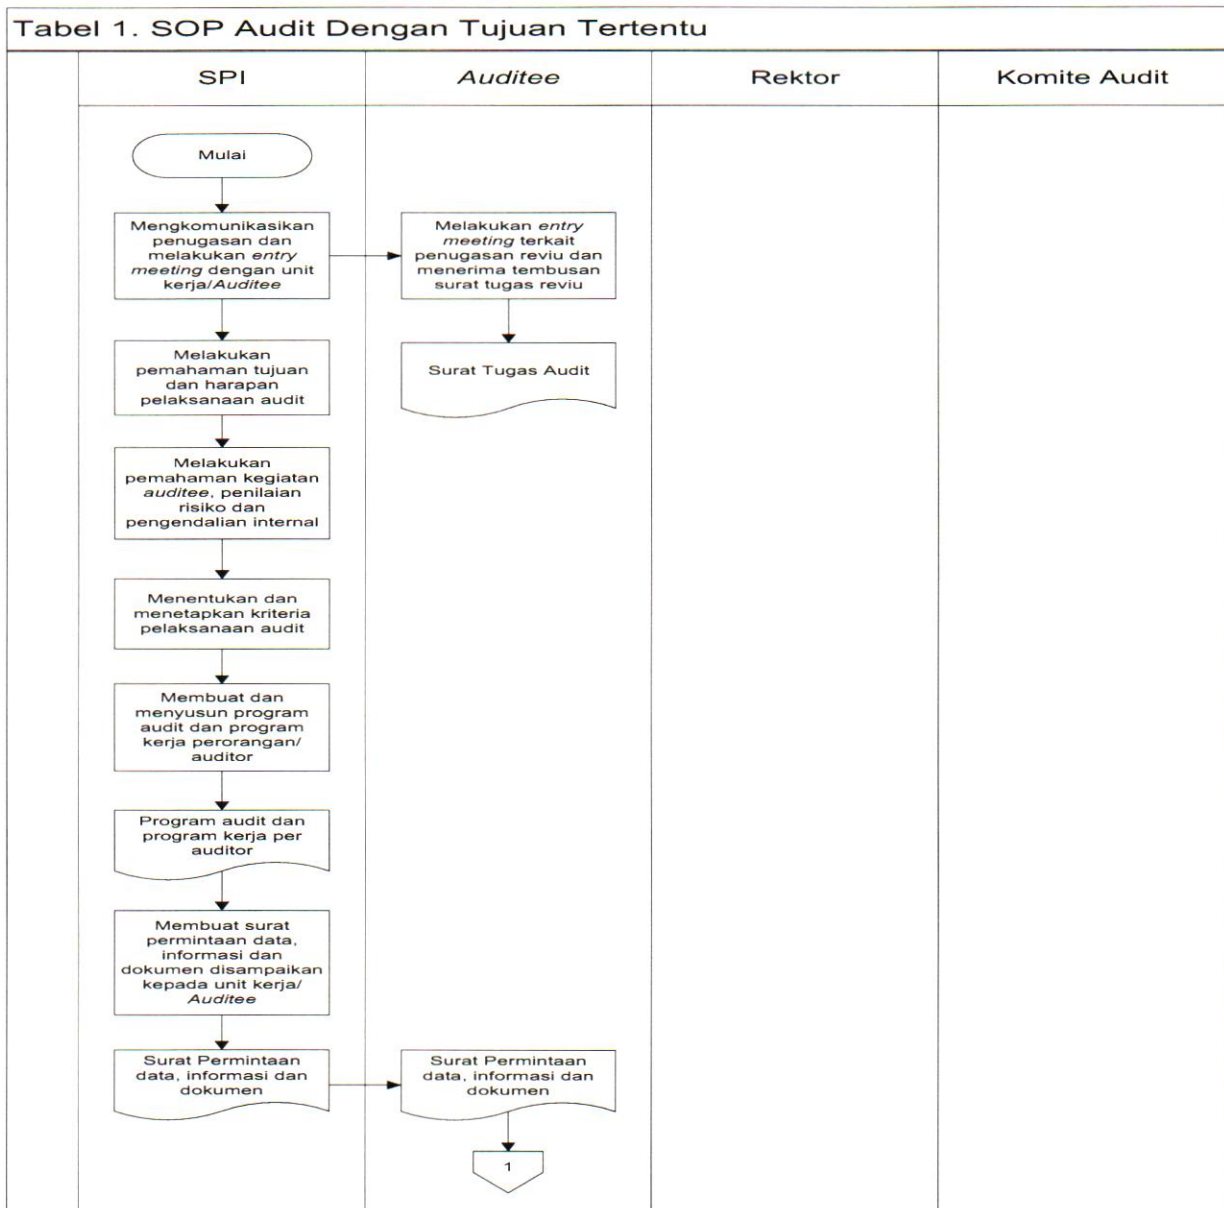 Tabel 1. SOP Audit Dengan Tujuan Tertentu
SPI
Auditee
Rektor
Komite Audit
Mulai
Mengkomunikasikan
penugasan dan
melakukan entry
meeting dengan unit
kerja/Auditee
Melakukan entry
meeting terkait
penugasan reviu dan
menerima tembusan
surat tugas reviu
Melakukan
pemahaman tujuan
dan harapan
pelaksanaan audit
Surat Tugas Audit
Melakukan
pemahaman kegiatan
auditee, penilaian
risiko dan
pengendalian internal
Menentukan dan
menetapkan kriteria
pelaksanaan audit
Membuat dan
menyusun program
audit dan program
kerja perorangan/
auditor
Program audit dan
program kerja per
auditor
Membuat surat
permintaan data,
informasi dan
dokumen disampaikan
kepada unit kerja/
Auditee
Surat Permintaan
data, informasi dan
dokumen
Surat Permintaan
data, informasi dan
dokumen
1